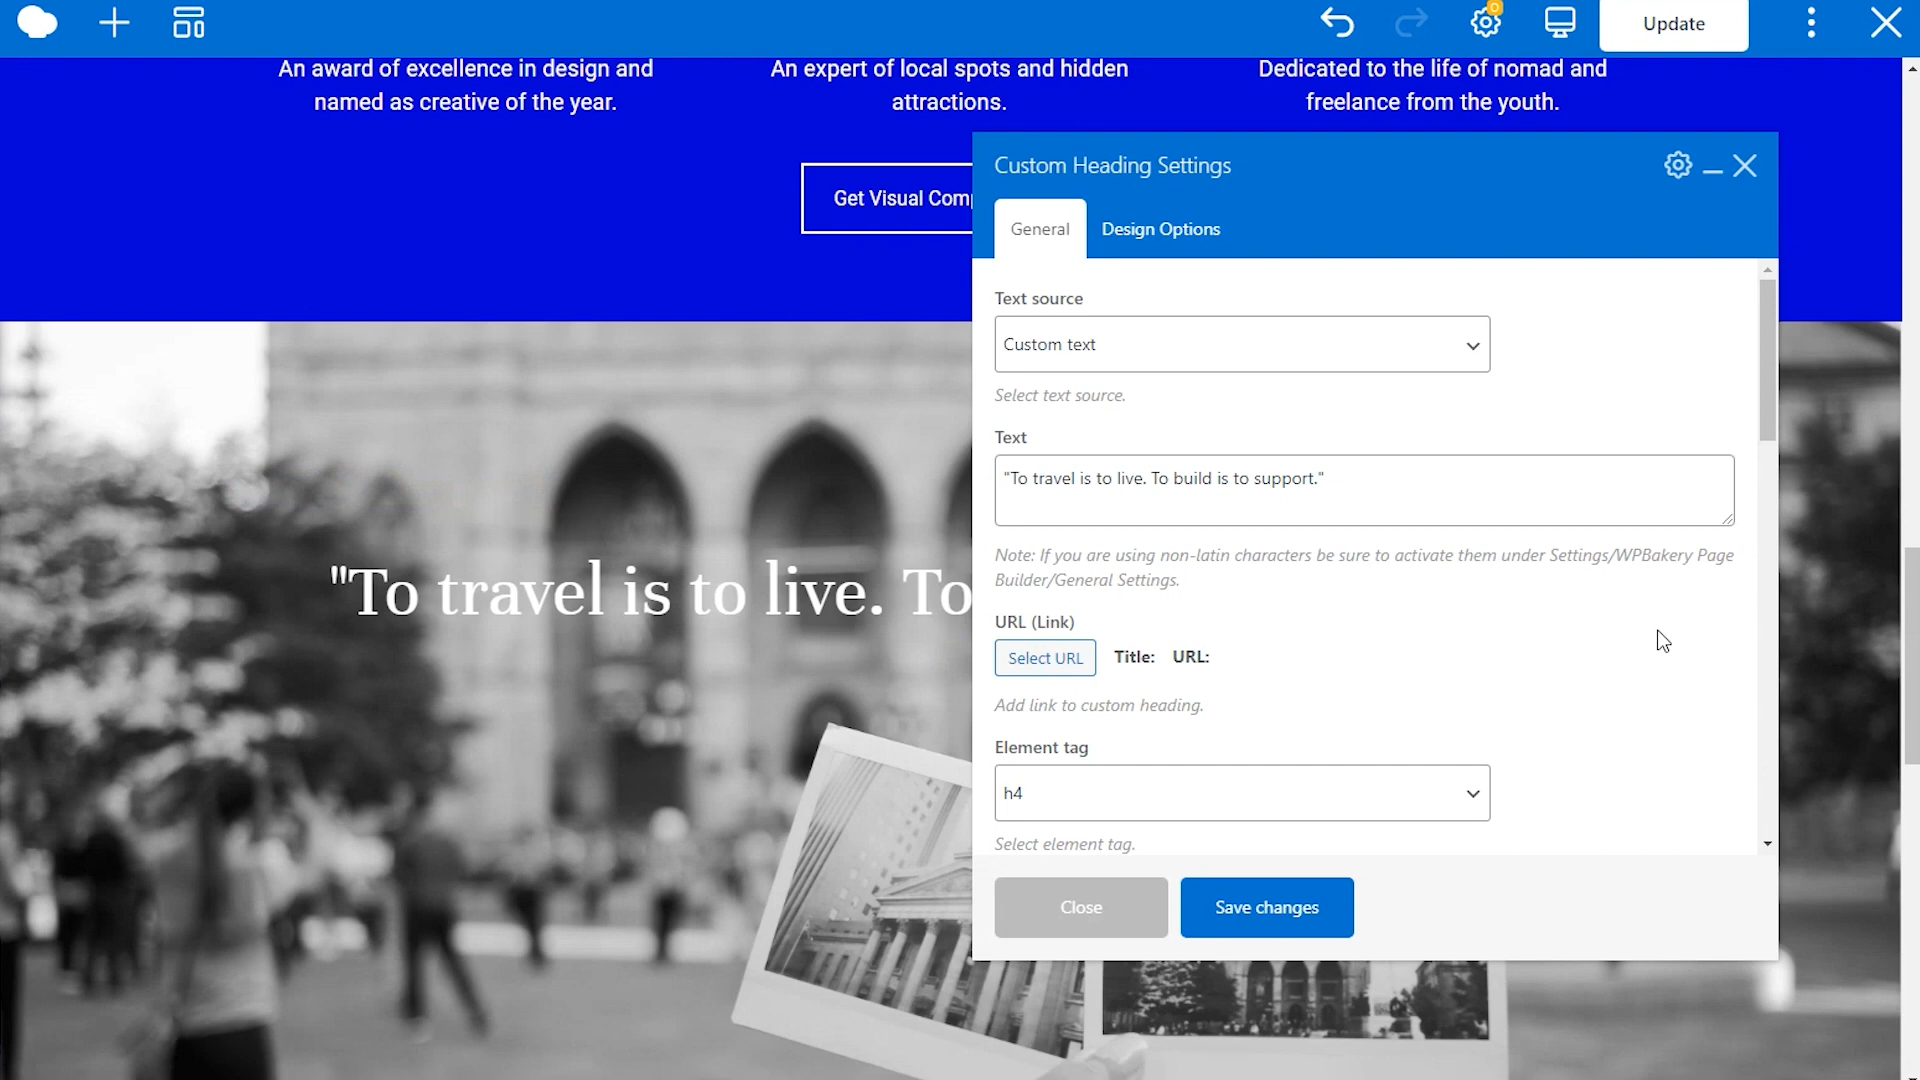 0
Update
An award of excellence in design and
named as creative of the year.
An expert of local spots and hidden
attractions.
Dedicated to the life of nomad and
freelance from the youth.
Get Visual Comp
Custom Heading Settings
General
Design Options
Text source
Custom text
Select text source.
Text
"To travel is to live. To build is to support."
Note: If you are using non-latin characters be sure to activate them under Settings/WPBakery Page
Builder/General Settings.
URL (Link)
Select URL Title: URL:
Add link to custom heading.
Element tag
h4
Select element tag.
Close
Save changes
"To travel is to live. To